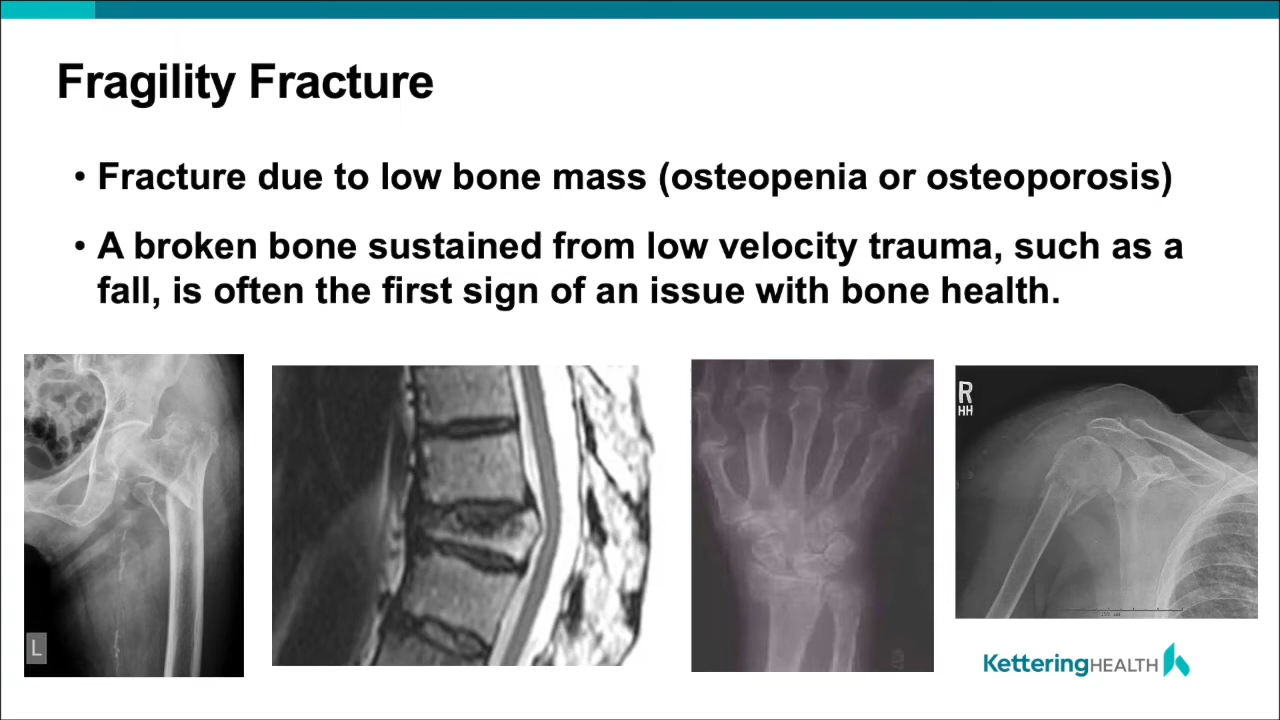 Fragility Fracture
• Fracture due to low bone mass (osteopenia or osteoporosis)
• A broken bone sustained from low velocity trauma, such as a
fall, is often the first sign of an issue with bone health.
R
HH
L
KetteringHEALTH